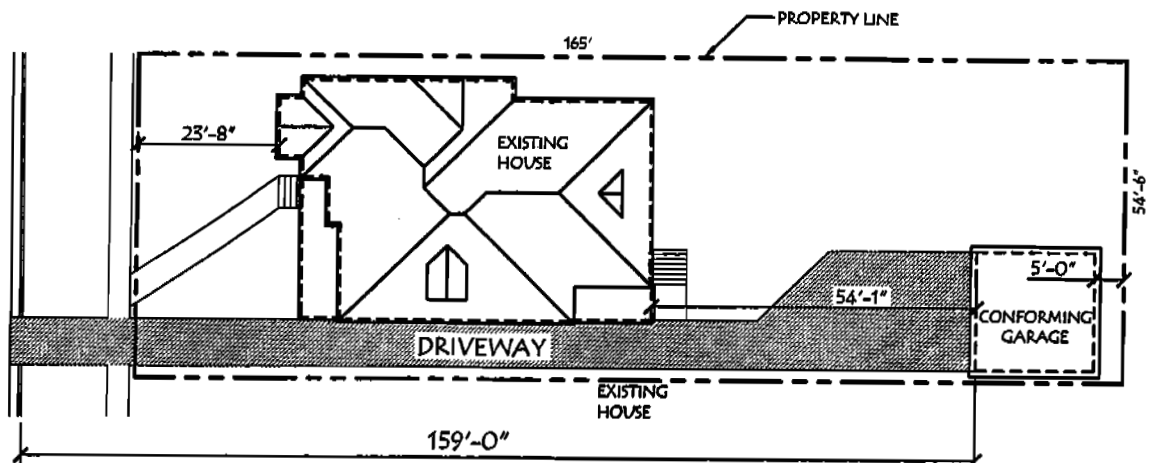 PROPERTY LINE
165'
23'-8"
EXISTING
HOUSE
54'-6"
5'-0"
54'-1"
CONFORMING
GARAGE
DRIVEWAY
EXISTING
HOUSE
159'-0"